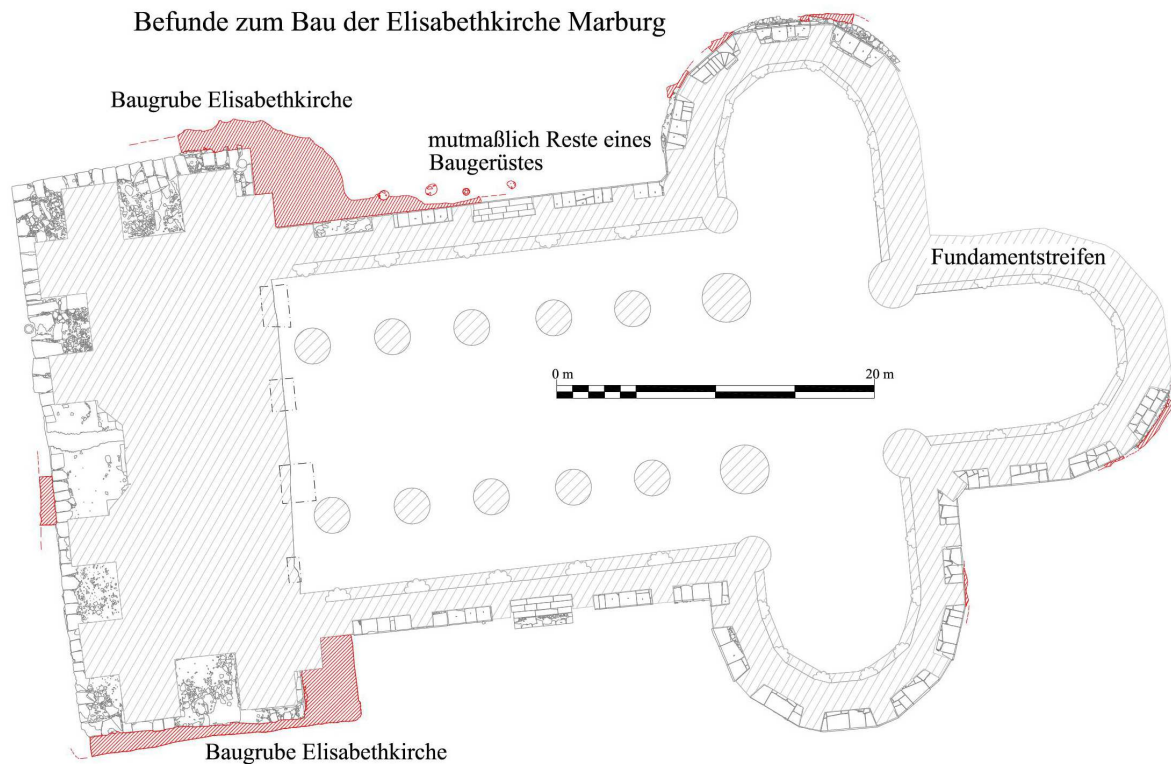 Befunde zum Bau der Elisabethkirche Marburg
Baugrube Elisabethkirche
mutmaßlich Reste eines
Baugerüstes
Fundamentstreifen
0 m
20 m
Baugrube Elisabethkirche